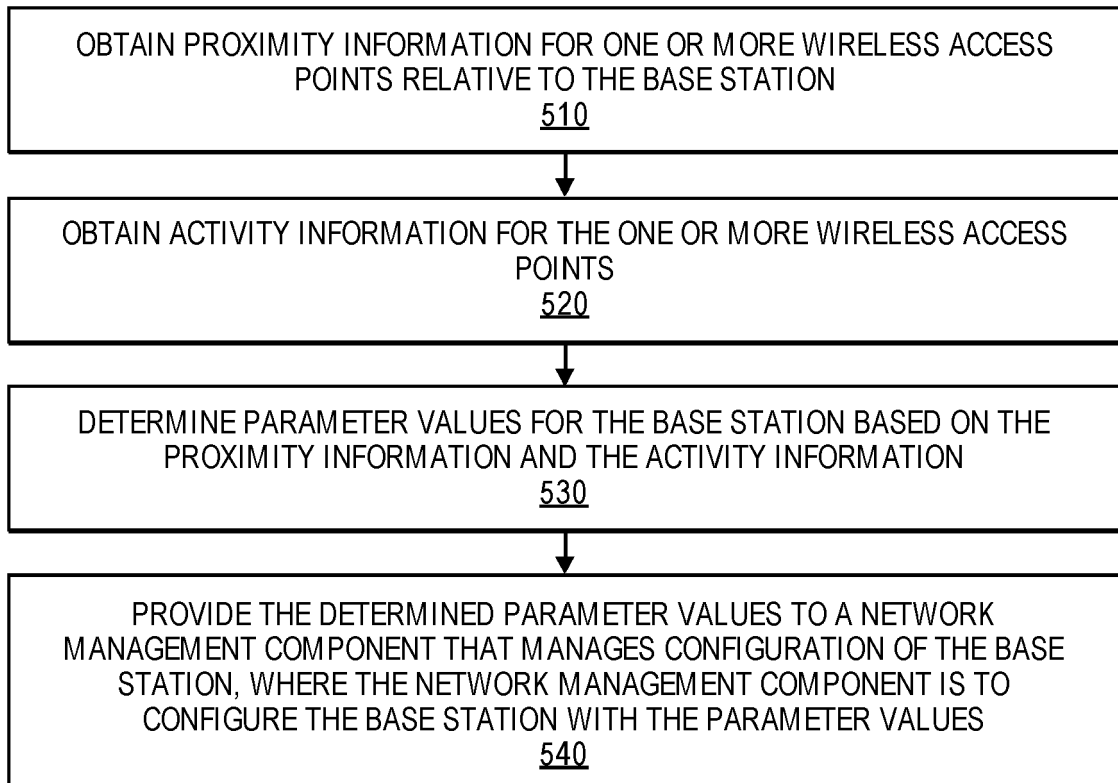 OBTAIN PROXIMITY INFORMATION FOR ONE OR MORE WIRELESS ACCESS
POINTS RELATIVE TO THE BASE STATION
510
OBTAIN ACTIVITY INFORMATION FOR THE ONE OR MORE WIRELESS ACCESS
POINTS
520
DETERMINE PARAMETER VALUES FOR THE BASE STATION BASED ON THE
PROXIMITY INFORMATION AND THE ACTIVITY INFORMATION
530
PROVIDE THE DETERMINED PARAMETER VALUES TO A NETWORK
MANAGEMENT COMPONENT THAT MANAGES CONFIGURATION OF THE BASE
STATION, WHERE THE NETWORK MANAGEMENT COMPONENT IS TO
CONFIGURE THE BASE STATION WITH THE PARAMETER VALUES
540